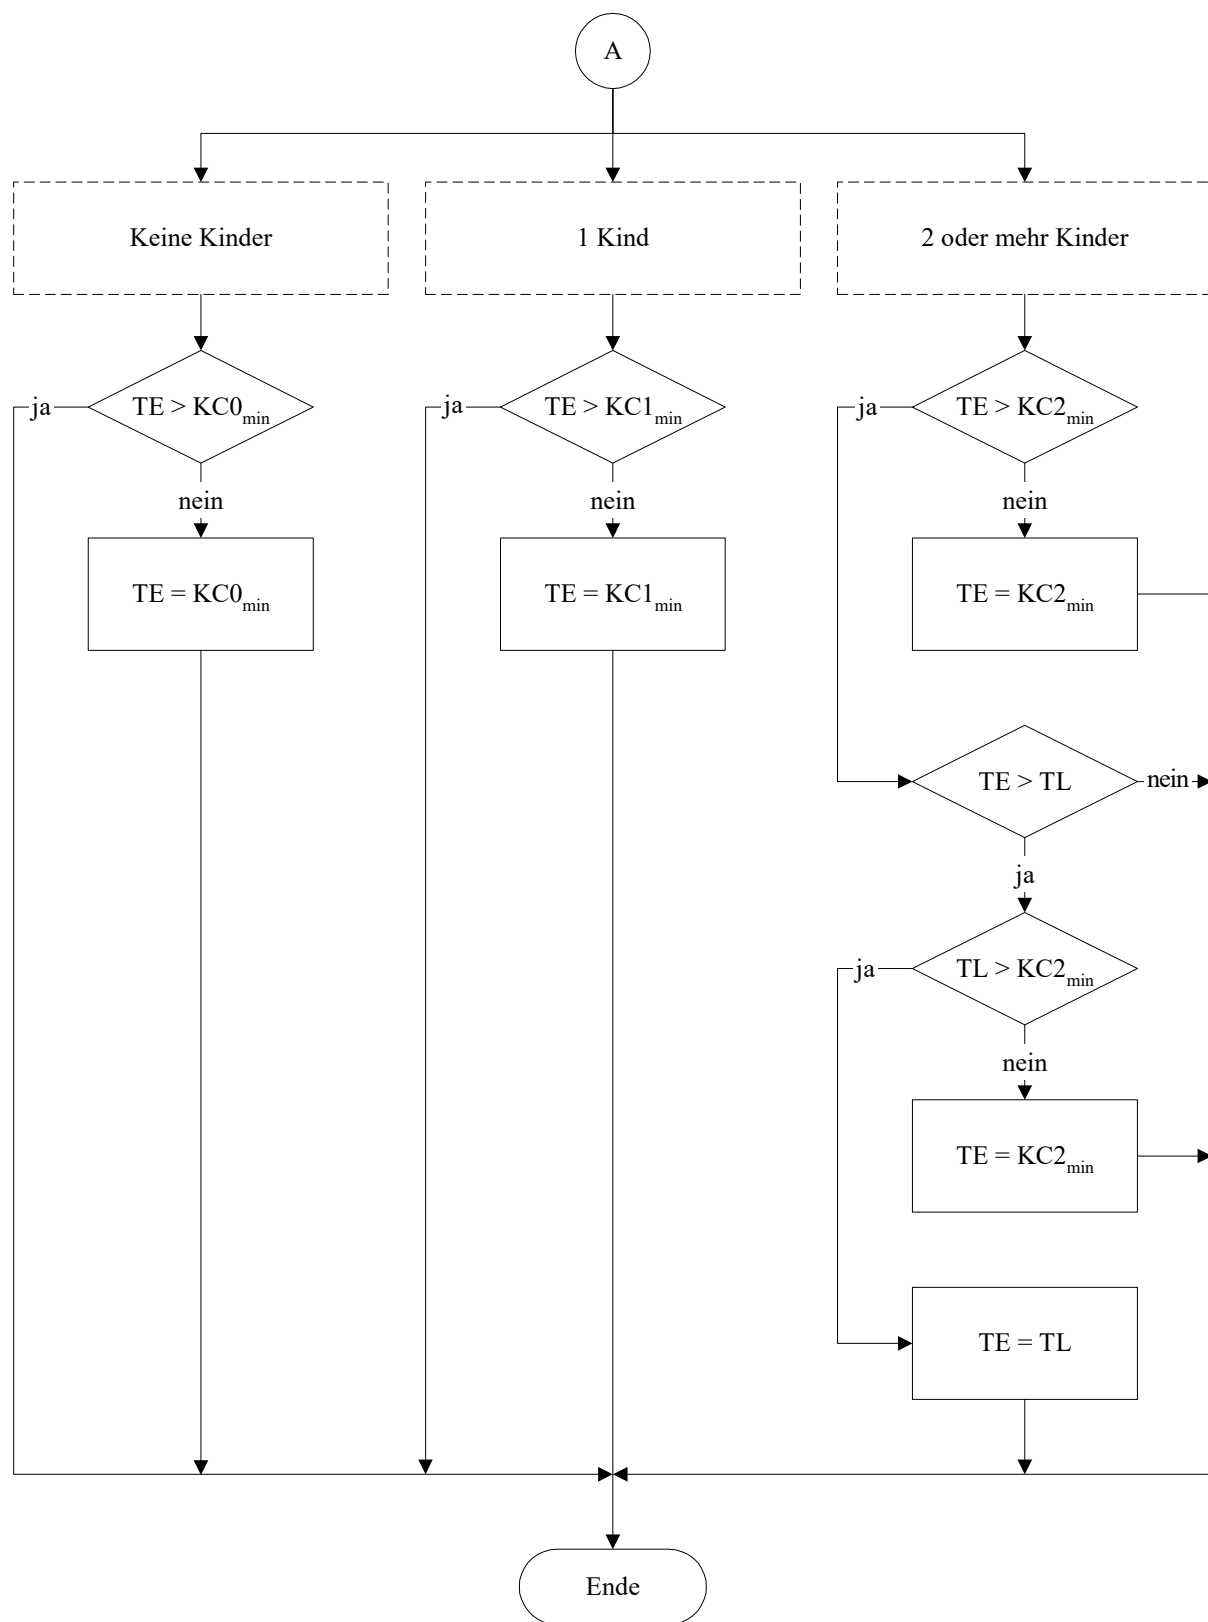 A
Keine Kinder
1 Kind
2 oder mehr Kinder
ja
TE > KC0min
ja
TE > KC1min
ja
TE > KC2min
nein
nein
nein
TE = KC0min
TE = KC1min
TE = KC2min
TE > TL
nein
ja
ja
TL > KC2min
nein
TE = KC2min
TE = TL
Ende